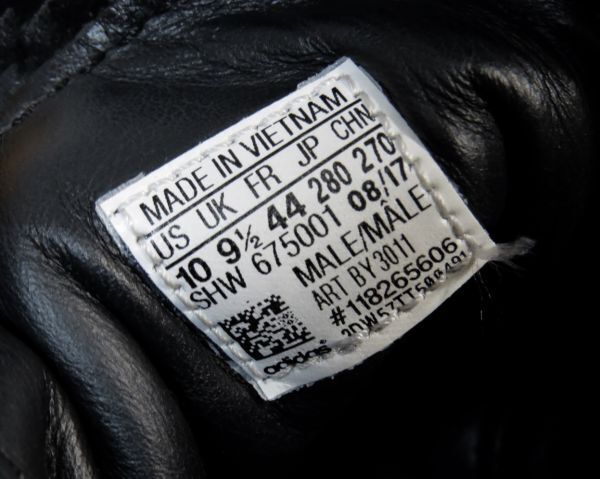 MADE IN VIETNAM
US UK FR JP CHN
10 9½ 44 280 270
SHW 675001 08/17
MALE/MÂLE
ART BY3011
#118265606
adidas